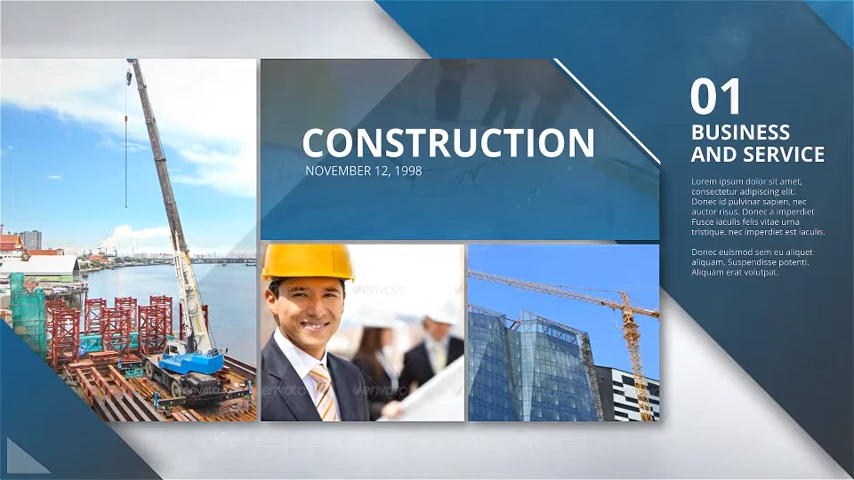 CONSTRUCTION
NOVEMBER 12, 1998
01
BUSINESS
AND SERVICE
Lorem ipsum dolor sit amet,
consectetur adipiscing elit.
Donec id pulvinar sapien, nec
auctor risus. Donec a imperdiet
Fusce iaculis felis vitae urna
tristique, nec imperdiet est iaculis.
Donec euismod sem eu aliquet
aliquam. Suspendisse potenti.
Aliquam erat volutpat.
envato